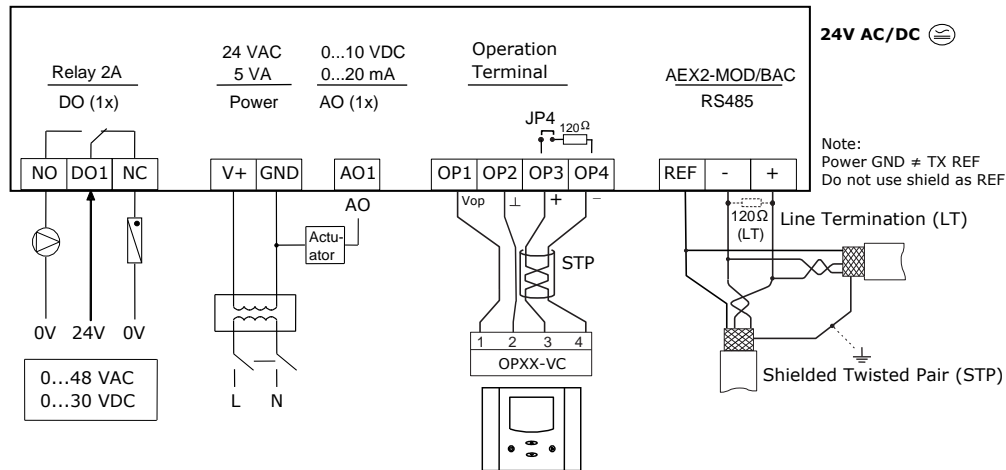 24V AC/DC
Relay 2A
DO (1x)
24 VAC
5 VA
Power
0...10 VDC
0...20 mA
AO (1x)
Operation
Terminal
AEX2-MOD/BAC
RS485
JP4
120Ω
Note:
Power GND ≠ TX REF
Do not use shield as REF
NO DO1 NC
V+ GND
AO1
OP1 OP2 OP3 OP4
REF - +
Vop ⊥ + −
AO
Actu-
ator
120Ω
(LT)
Line Termination (LT)
STP
0V 24V 0V
1 2 3 4
OPXX-VC
0...48 VAC
0...30 VDC
L N
Shielded Twisted Pair (STP)